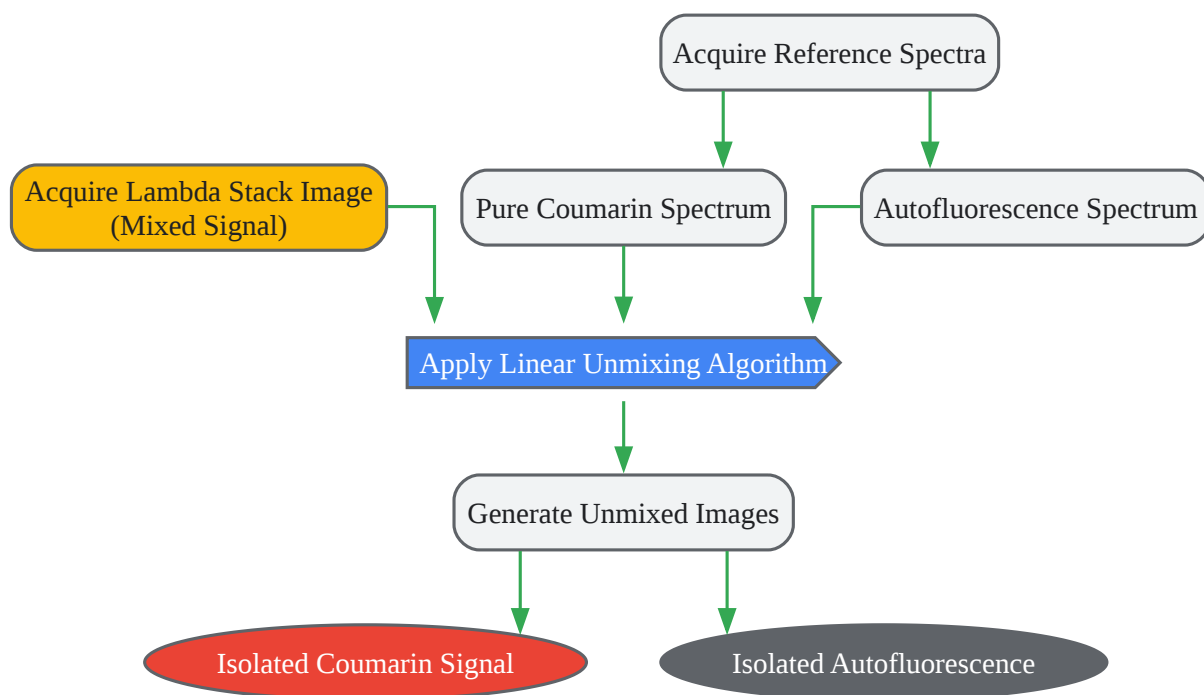 Acquire Reference Spectra
Acquire Lambda Stack Image
(Mixed Signal)
Pure Coumarin Spectrum
Autofluorescence Spectrum
Apply Linear Unmixing Algorithm
Generate Unmixed Images
Isolated Coumarin Signal
Isolated Autofluorescence